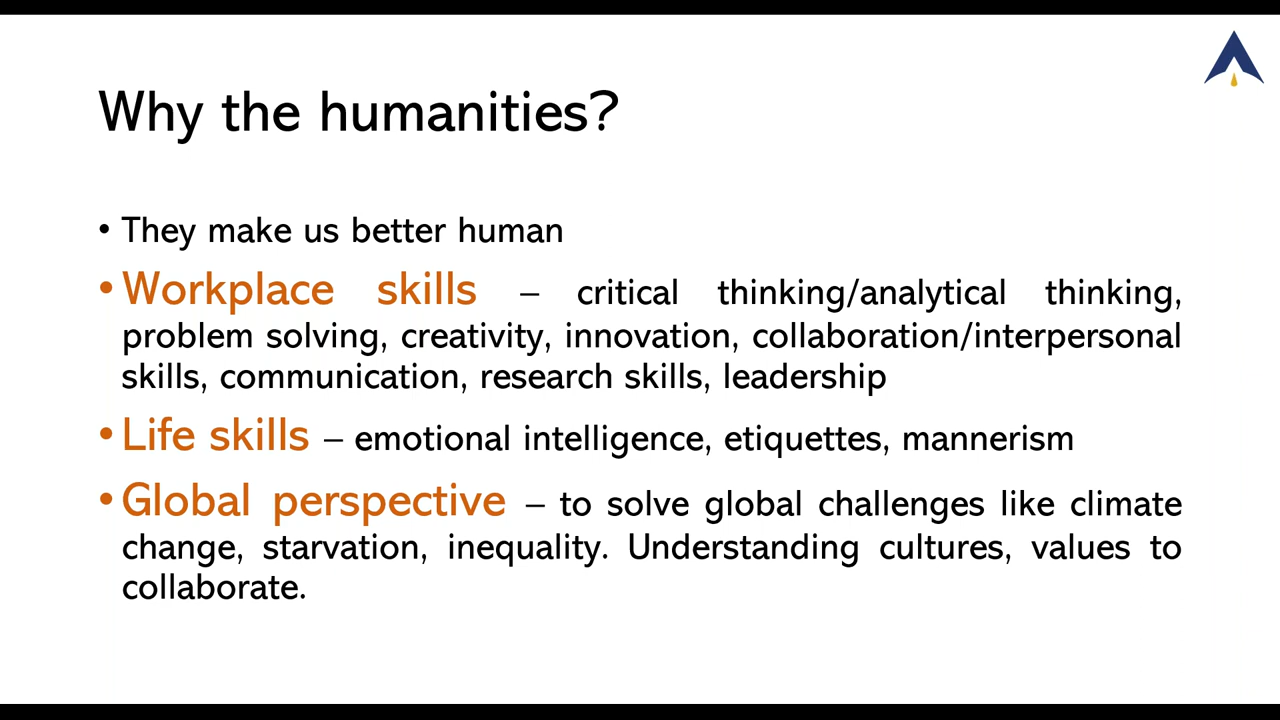 Why the humanities?
• They make us better human
• Workplace skills – critical thinking/analytical thinking,
problem solving, creativity, innovation, collaboration/interpersonal
skills, communication, research skills, leadership
• Life skills – emotional intelligence, etiquettes, mannerism
• Global perspective – to solve global challenges like climate
change, starvation, inequality. Understanding cultures, values to
collaborate.